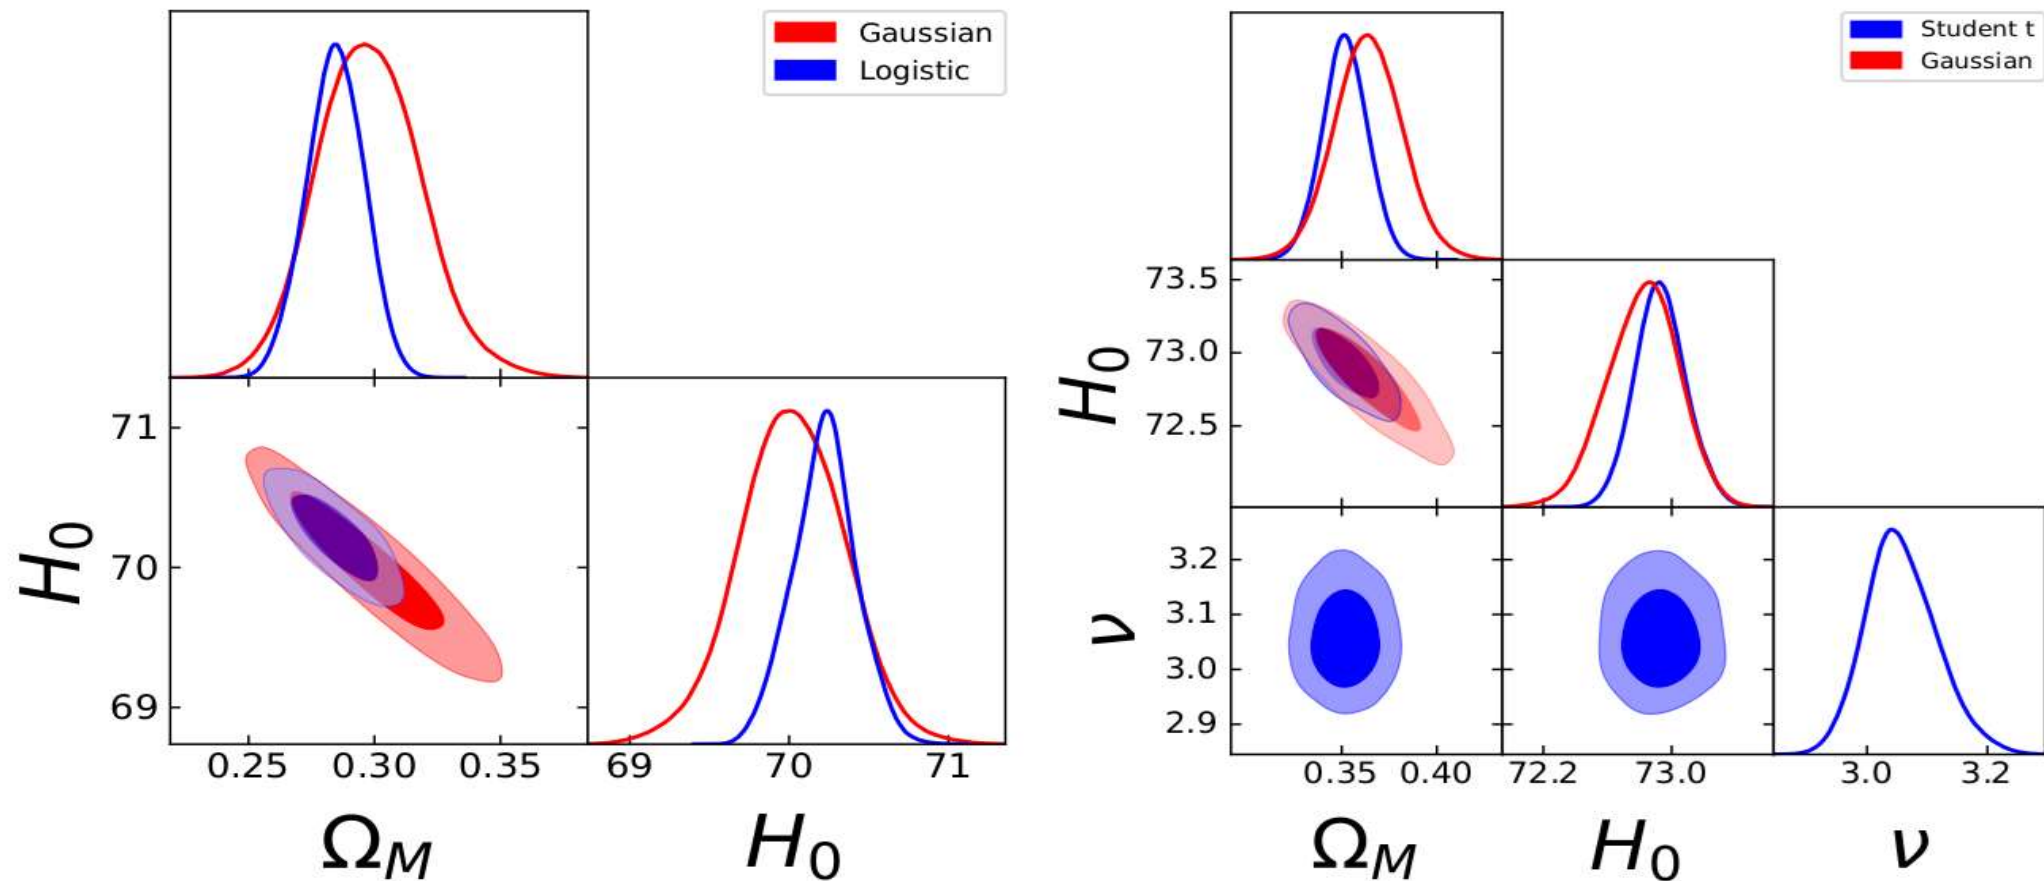 Gaussian
Logistic
71
70
69
H0
0.25 0.30 0.35
69 70 71
ΩM
H0
Student t
Gaussian
73.5
73.0
72.5
H0
3.2
3.1
3.0
2.9
ν
0.35 0.40
72.2 73.0
3.0 3.2
ΩM
H0
ν